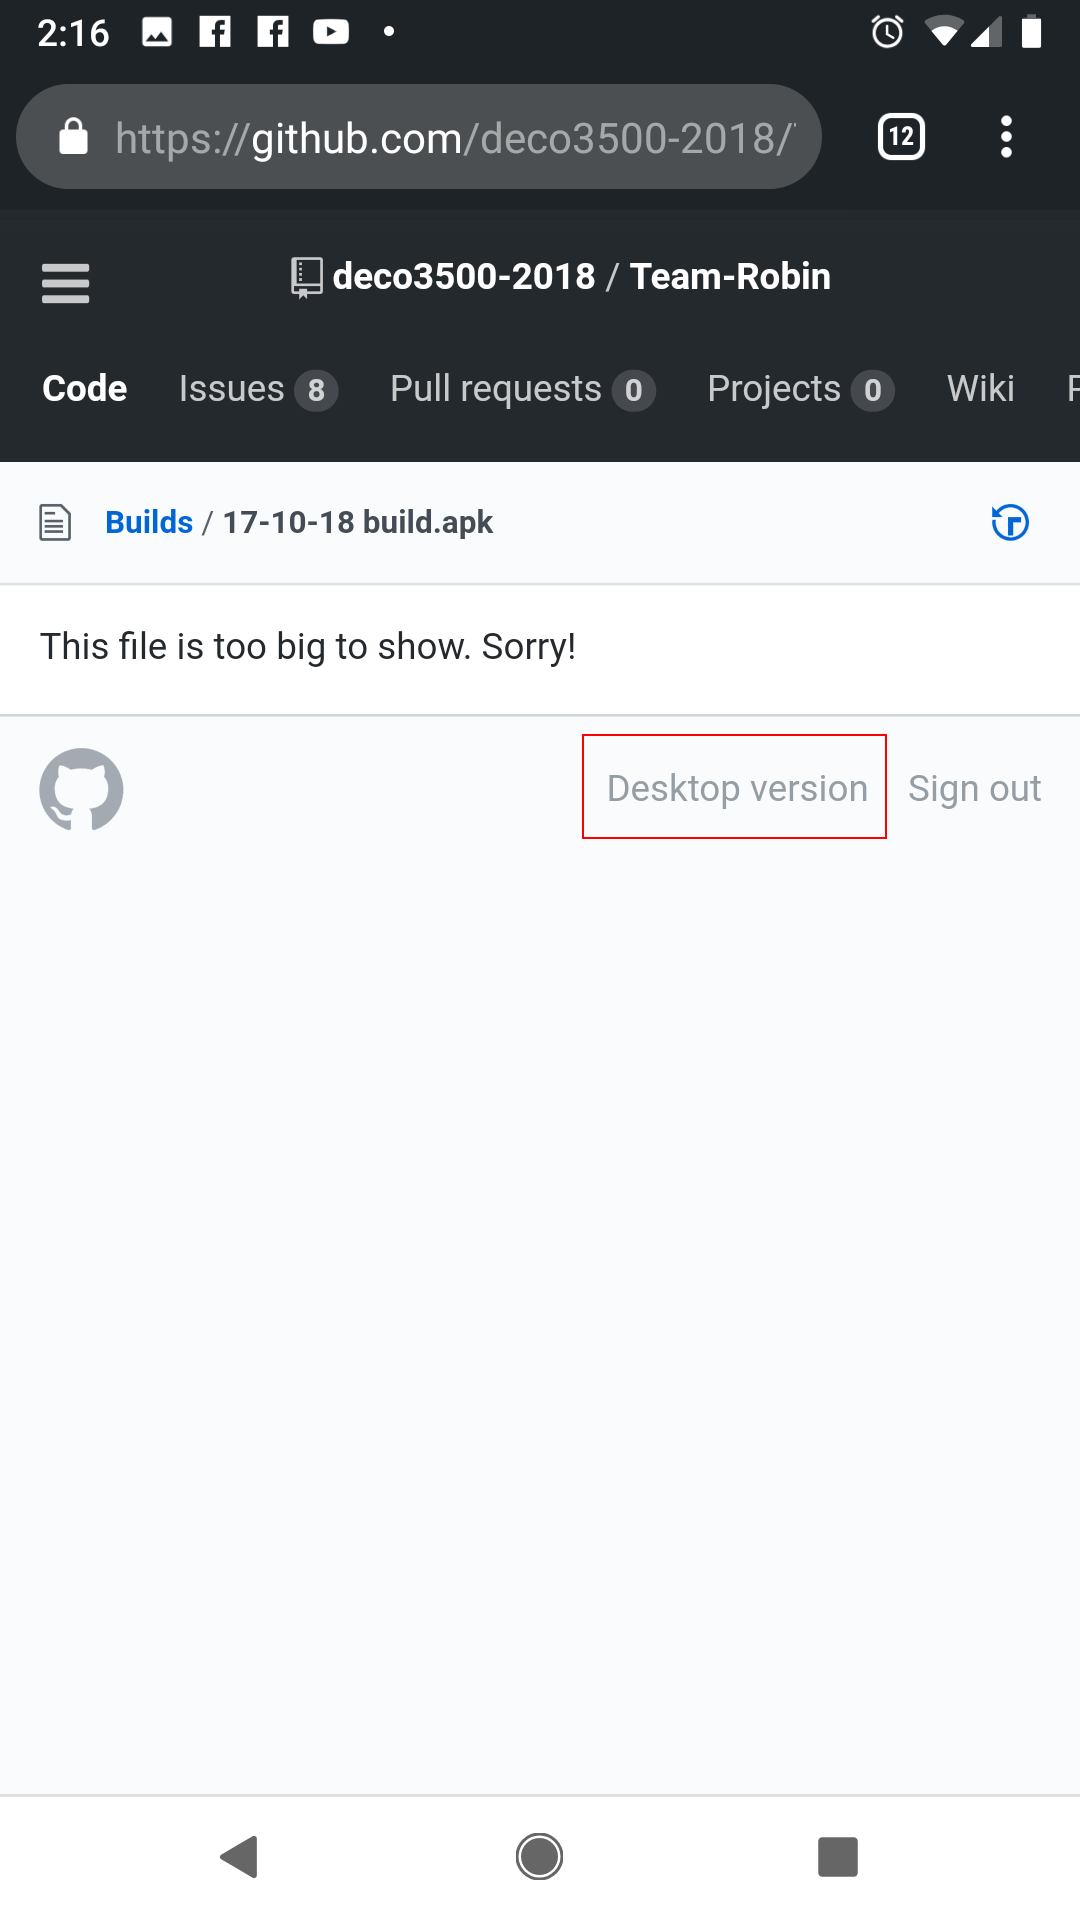 2:16
https://github.com/deco3500-2018/
12
deco3500-2018 / Team-Robin
Code Issues 8 Pull requests 0 Projects 0 Wiki
Builds / 17-10-18 build.apk
This file is too big to show. Sorry!
Desktop version Sign out